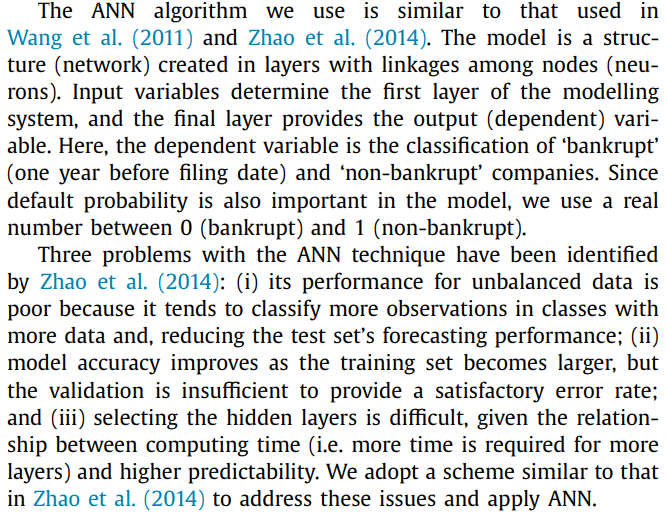 The ANN algorithm we use is similar to that used in
Wang et al. (2011) and Zhao et al. (2014). The model is a struc-
ture (network) created in layers with linkages among nodes (neu-
rons). Input variables determine the first layer of the modelling
system, and the final layer provides the output (dependent) vari-
able. Here, the dependent variable is the classification of ‘bankrupt’
(one year before filing date) and ‘non-bankrupt’ companies. Since
default probability is also important in the model, we use a real
number between 0 (bankrupt) and 1 (non-bankrupt).
Three problems with the ANN technique have been identified
by Zhao et al. (2014): (i) its performance for unbalanced data is
poor because it tends to classify more observations in classes with
more data and, reducing the test set’s forecasting performance; (ii)
model accuracy improves as the training set becomes larger, but
the validation is insufficient to provide a satisfactory error rate;
and (iii) selecting the hidden layers is difficult, given the relation-
ship between computing time (i.e. more time is required for more
layers) and higher predictability. We adopt a scheme similar to that
in Zhao et al. (2014) to address these issues and apply ANN.